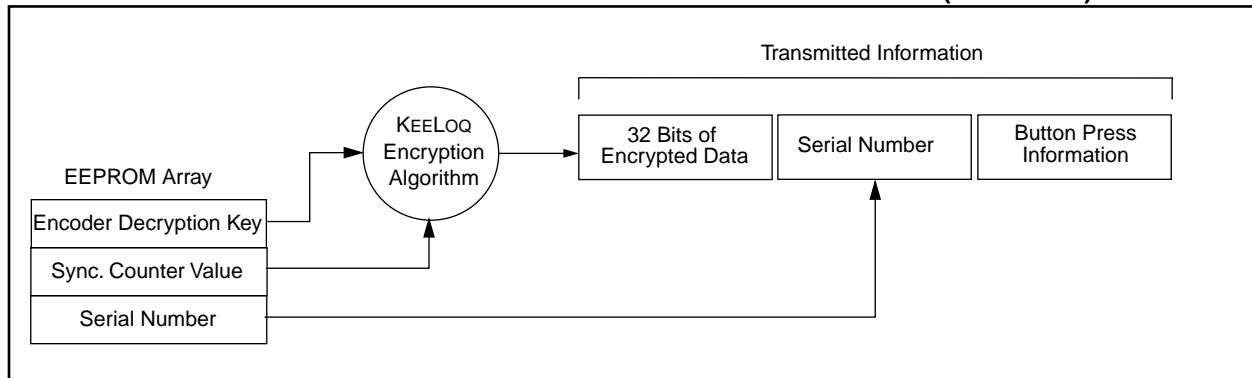 Transmitted Information
KEELOQ
Encryption
Algorithm
32 Bits of
Encrypted Data
Serial Number
Button Press
Information
EEPROM Array
Encoder Decryption Key
Sync. Counter Value
Serial Number